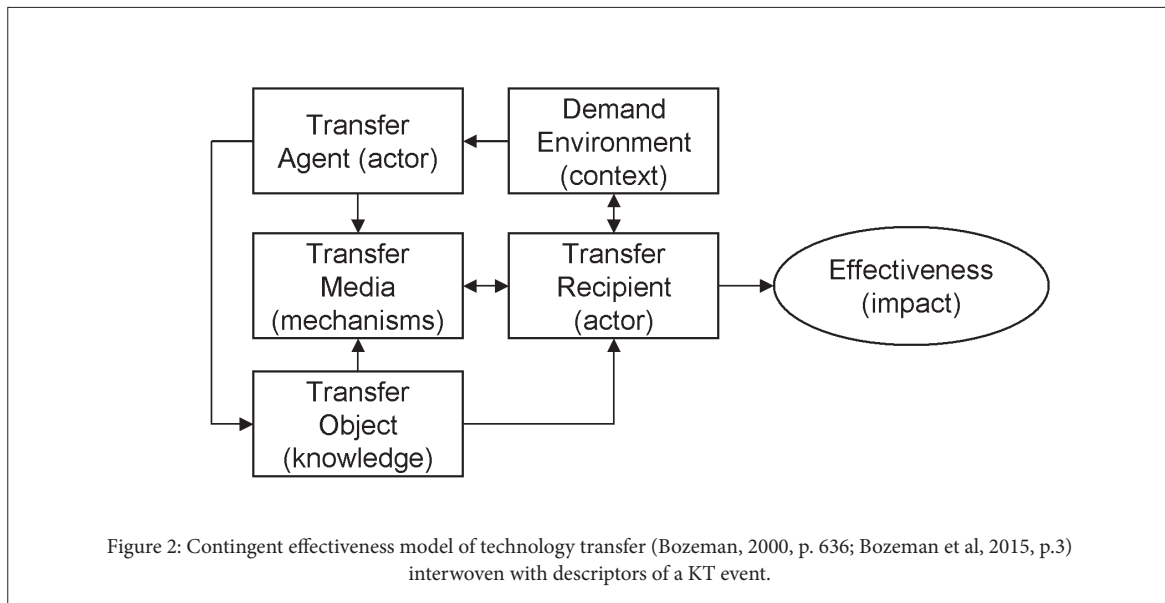 Transfer
Agent (actor)
Demand
Environment
(context)
Transfer
Media
(mechanisms)
Transfer
Recipient
(actor)
Effectiveness
(impact)
Transfer
Object
(knowledge)
Figure 2: Contingent effectiveness model of technology transfer (Bozeman, 2000, p. 636; Bozeman et al, 2015, p.3)
interwoven with descriptors of a KT event.